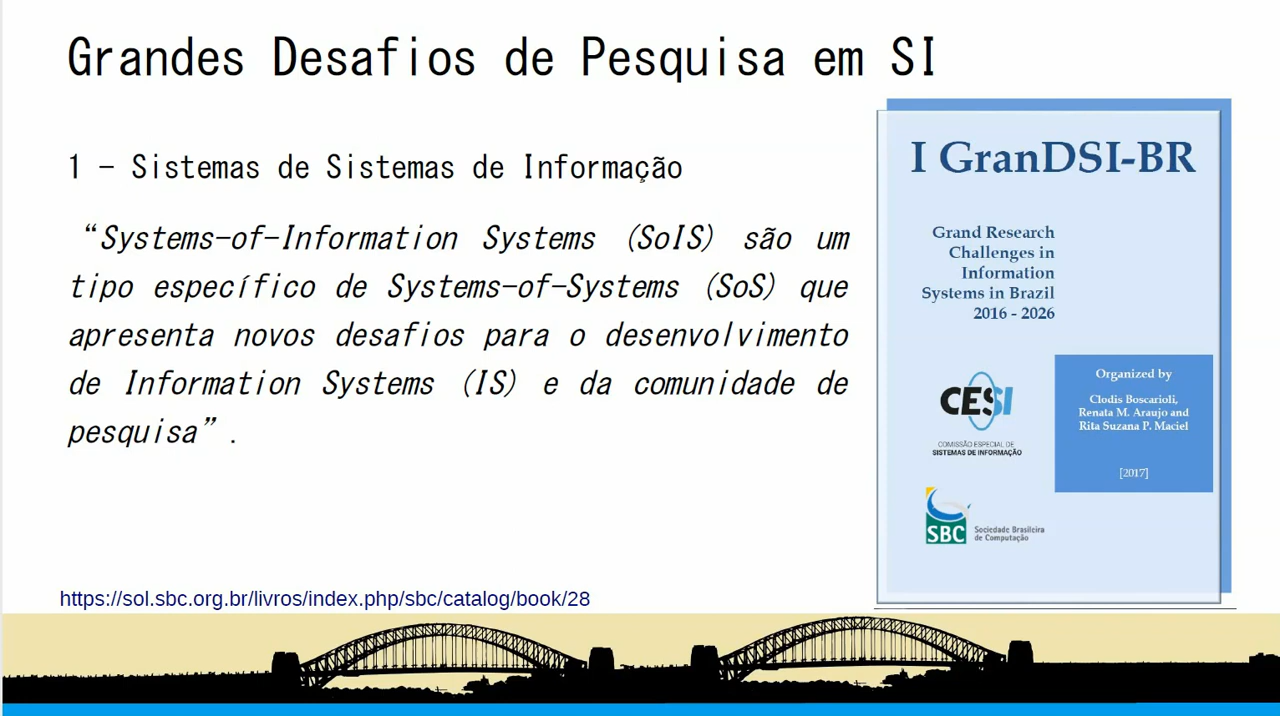 Grandes Desafios de Pesquisa em SI
1 - Sistemas de Sistemas de Informação
“Systems-of-Information Systems (SoIS) são um
tipo específico de Systems-of-Systems (SoS) que
apresenta novos desafios para o desenvolvimento
de Information Systems (IS) e da comunidade de
pesquisa”.
https://sol.sbc.org.br/livros/index.php/sbc/catalog/book/28
I GranDSI-BR
Grand Research
Challenges in
Information
Systems in Brazil
2016 - 2026
CESI
COMISSÃO ESPECIAL DE
SISTEMAS DE INFORMAÇÃO
Organized by
Clodis Boscarioli,
Renata M. Araujo and
Rita Suzana P. Maciel
[2017]
SBC
Sociedade Brasileira
de Computação